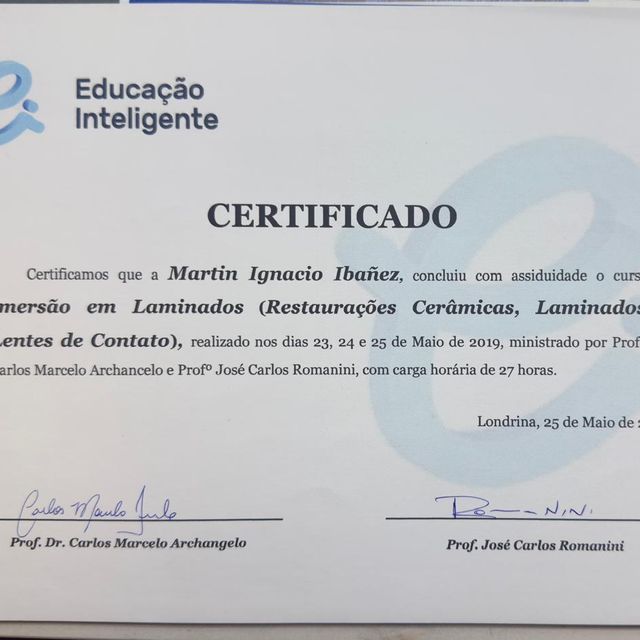 Educação
Inteligente
CERTIFICADO
Certificamos que a Martin Ignacio Ibañez, concluiu com assiduidade o curs
mersão em Laminados (Restaurações Cerâmicas, Laminados
entes de Contato), realizado nos dias 23, 24 e 25 de Maio de 2019, ministrado por Prof
arlos Marcelo Archancelo e Profº José Carlos Romanini, com carga horária de 27 horas.
Londrina, 25 de Maio de 2
Prof. Dr. Carlos Marcelo Archangelo
Prof. José Carlos Romanini